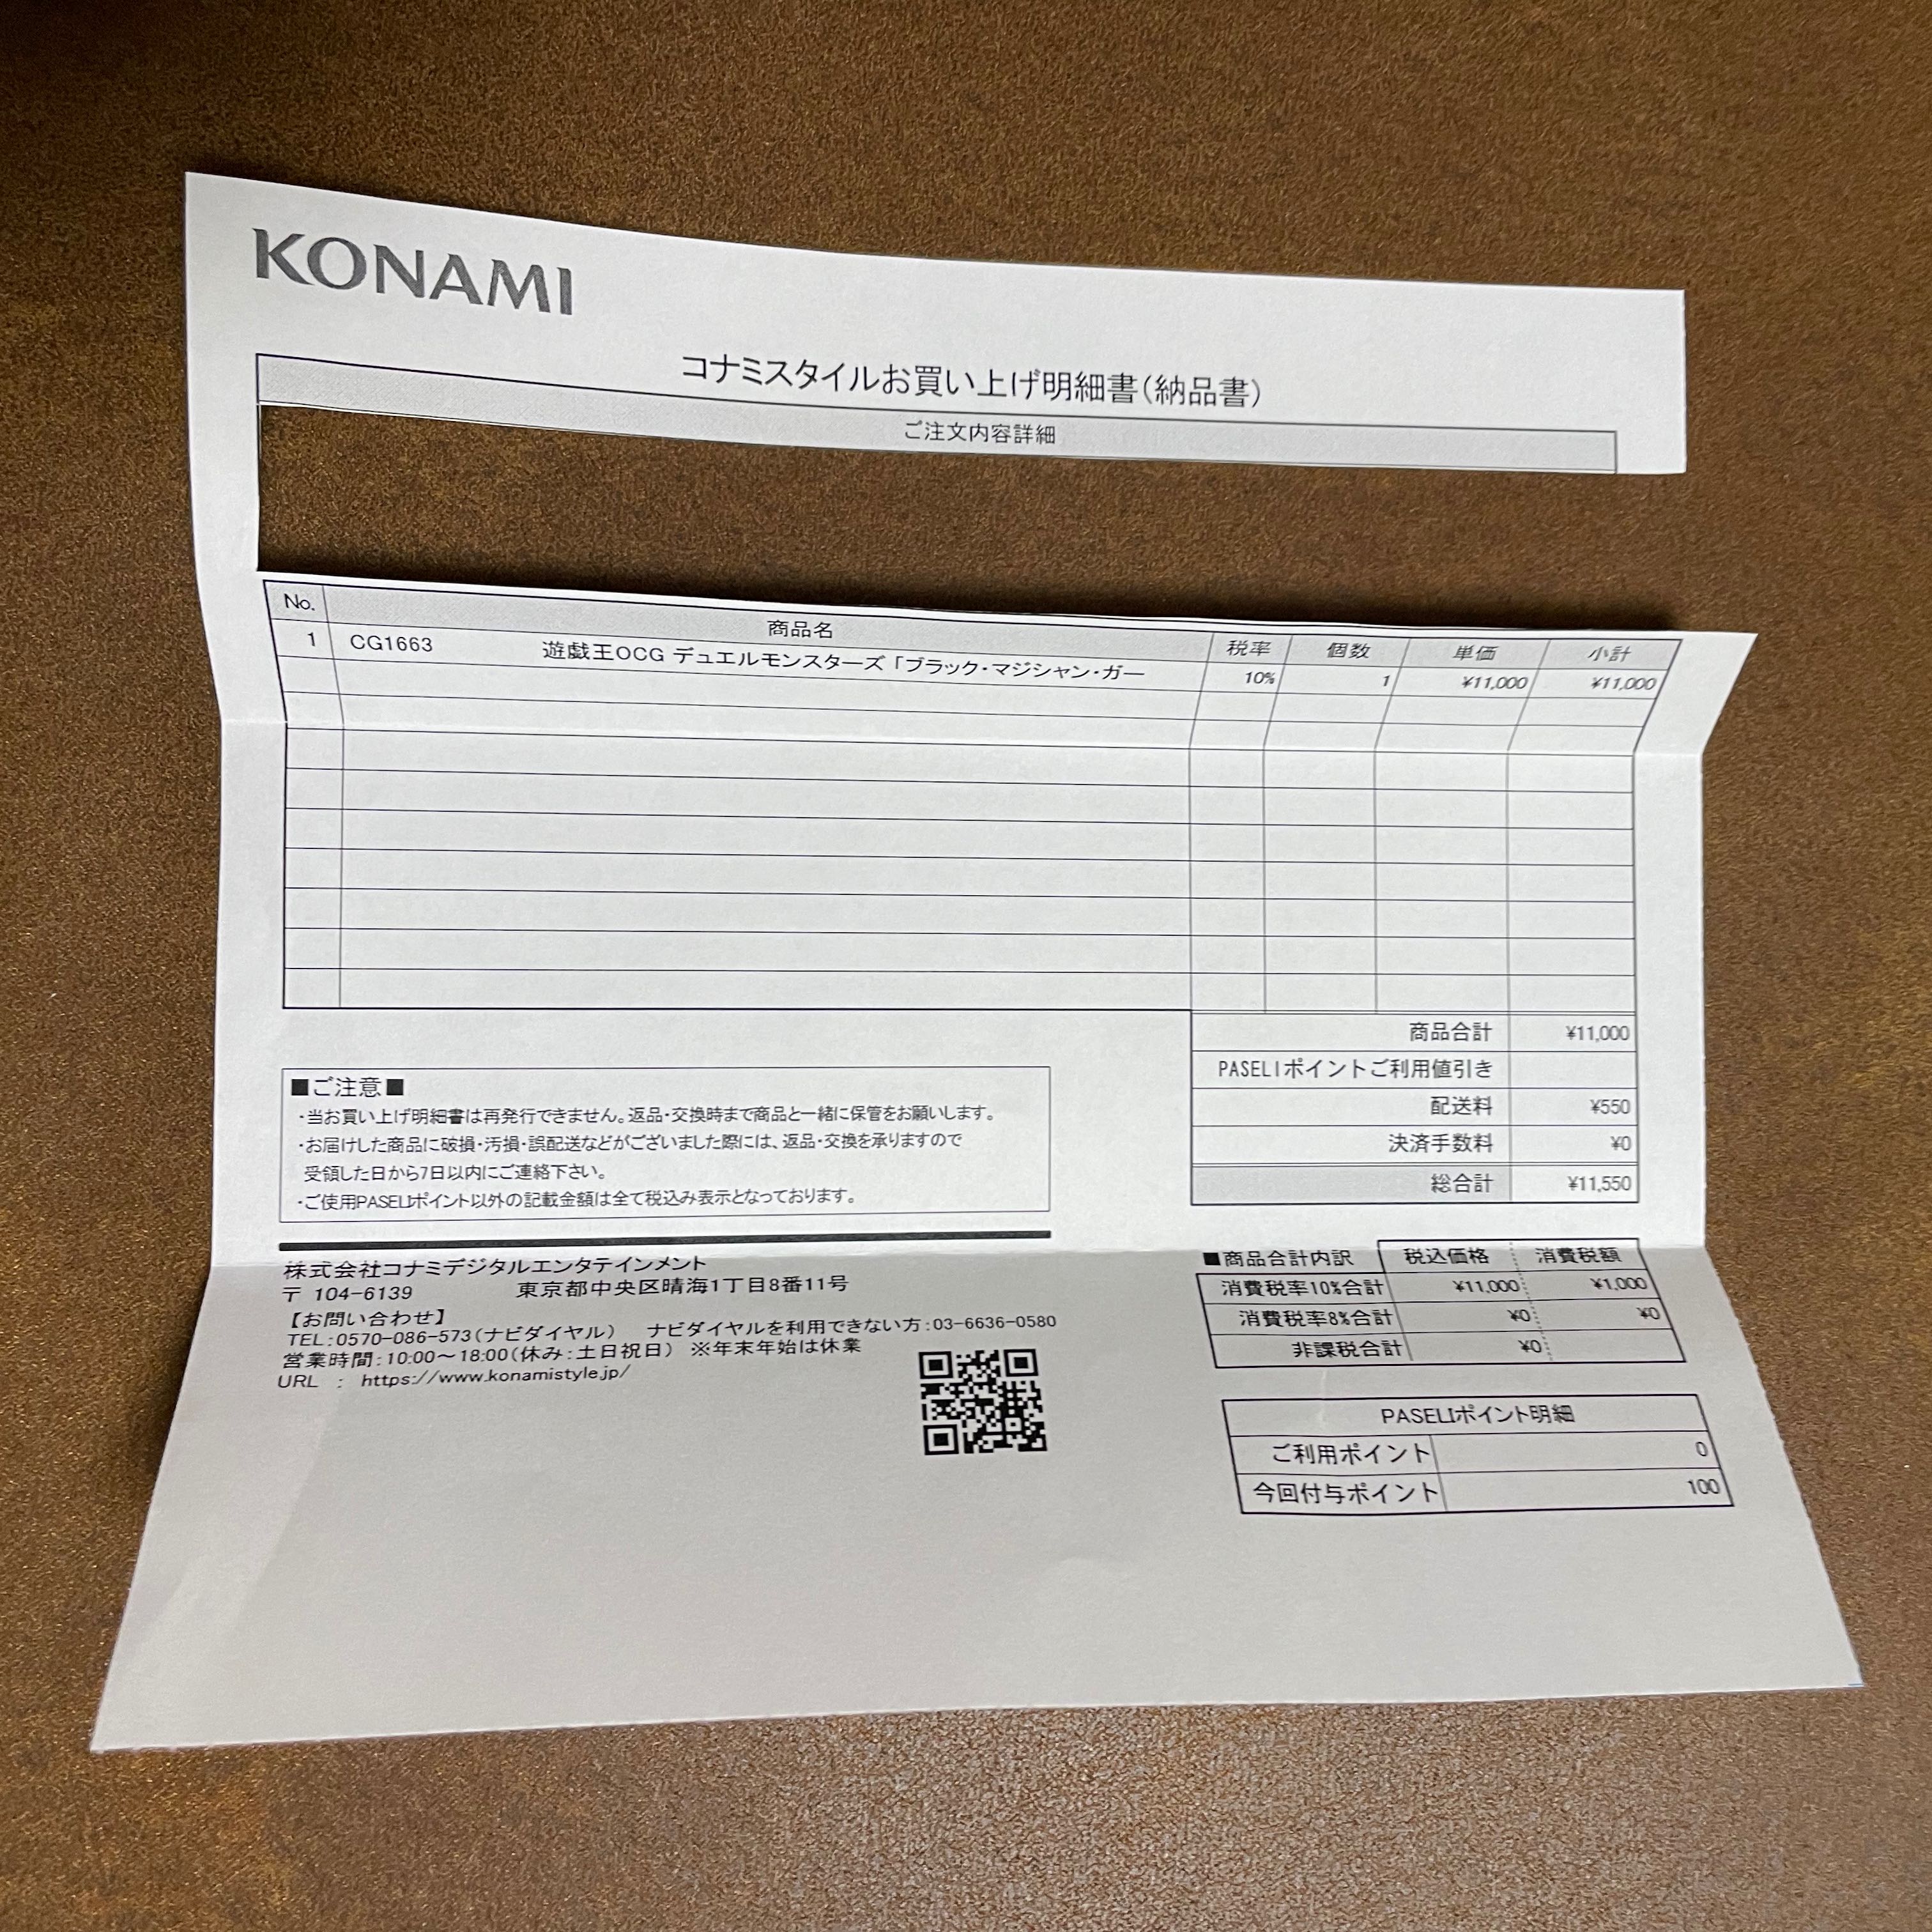 KONAMI
コナミスタイルお買い上げ明細書(納品書)
ご注文内容詳細
No. 商品名 税率 個数 単価 小計
1 CG1663 遊戯王OCG デュエルモンスターズ「ブラック・マジシャン・ガー 10% 1 ¥11,000 ¥11,000
商品合計 ¥11,000
PASELIポイントご利用値引き
配送料 ¥550
決済手数料 ¥0
総合計 ¥11,550
■ご注意■
・当お買い上げ明細書は再発行できません。返品・交換時まで商品と一緒に保管をお願いします。
・お届けした商品に破損・汚損・誤配送などがございました際には、返品・交換を承りますので
受領した日から7日以内にご連絡下さい。
・ご使用PASELIポイント以外の記載金額は全て税込み表示となっております。
株式会社コナミデジタルエンタテインメント
〒 104-6139 東京都中央区晴海1丁目8番11号
【お問い合わせ】
TEL:0570-086-573(ナビダイヤル) ナビダイヤルを利用できない方:03-6636-0580
営業時間:10:00～18:00(休み:土日祝日) ※年末年始は休業
URL : https://www.konamistyle.jp/
■商品合計内訳 税込価格 消費税額
消費税率10%合計 ¥11,000 ¥1,000
消費税率8%合計 ¥0 ¥0
非課税合計 ¥0
PASELIポイント明細
ご利用ポイント 0
今回付与ポイント 100